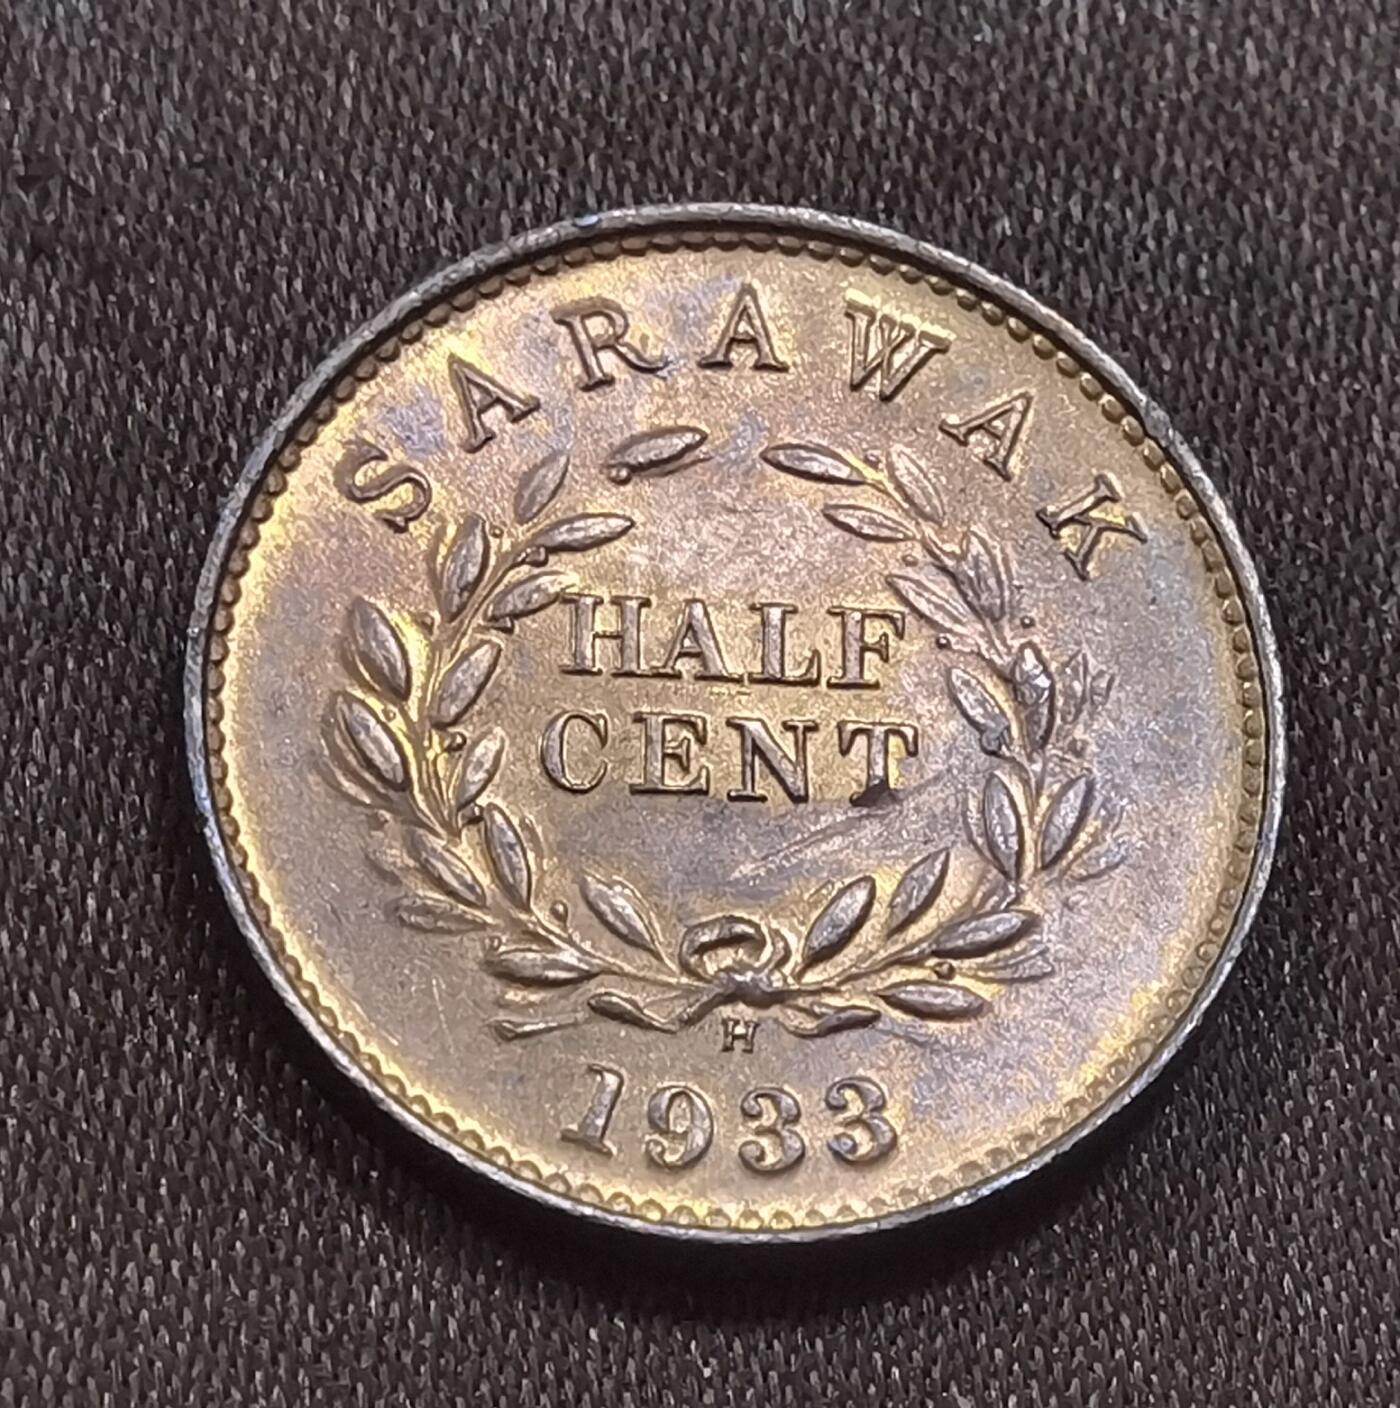 SARAWAK
HALF
CENT
H
1933